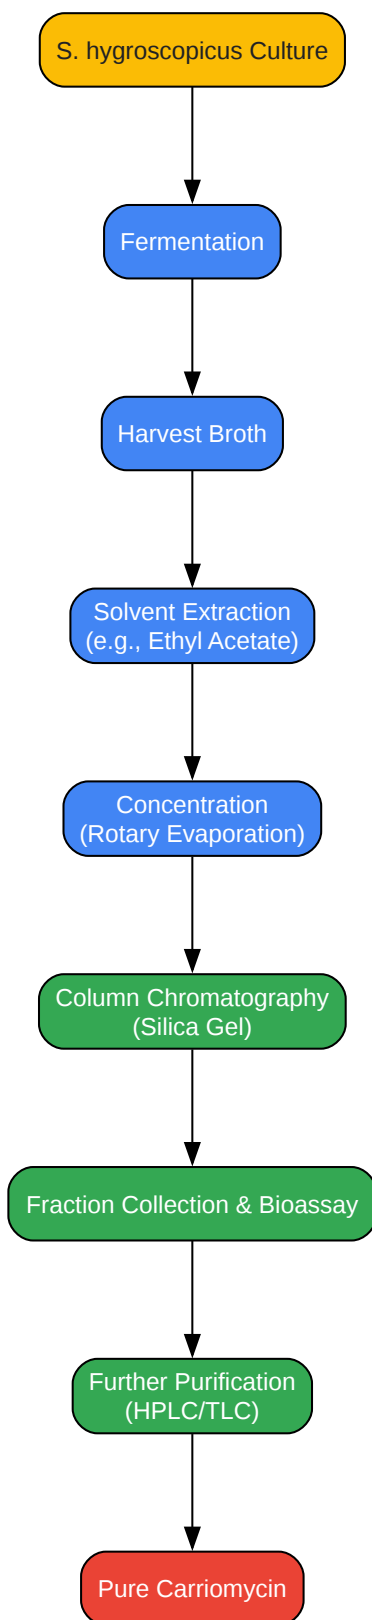 S. hygroscopicus Culture
Fermentation
Harvest Broth
Solvent Extraction
(e.g., Ethyl Acetate)
Concentration
(Rotary Evaporation)
Column Chromatography
(Silica Gel)
Fraction Collection & Bioassay
Further Purification
(HPLC/TLC)
Pure Carriomycin